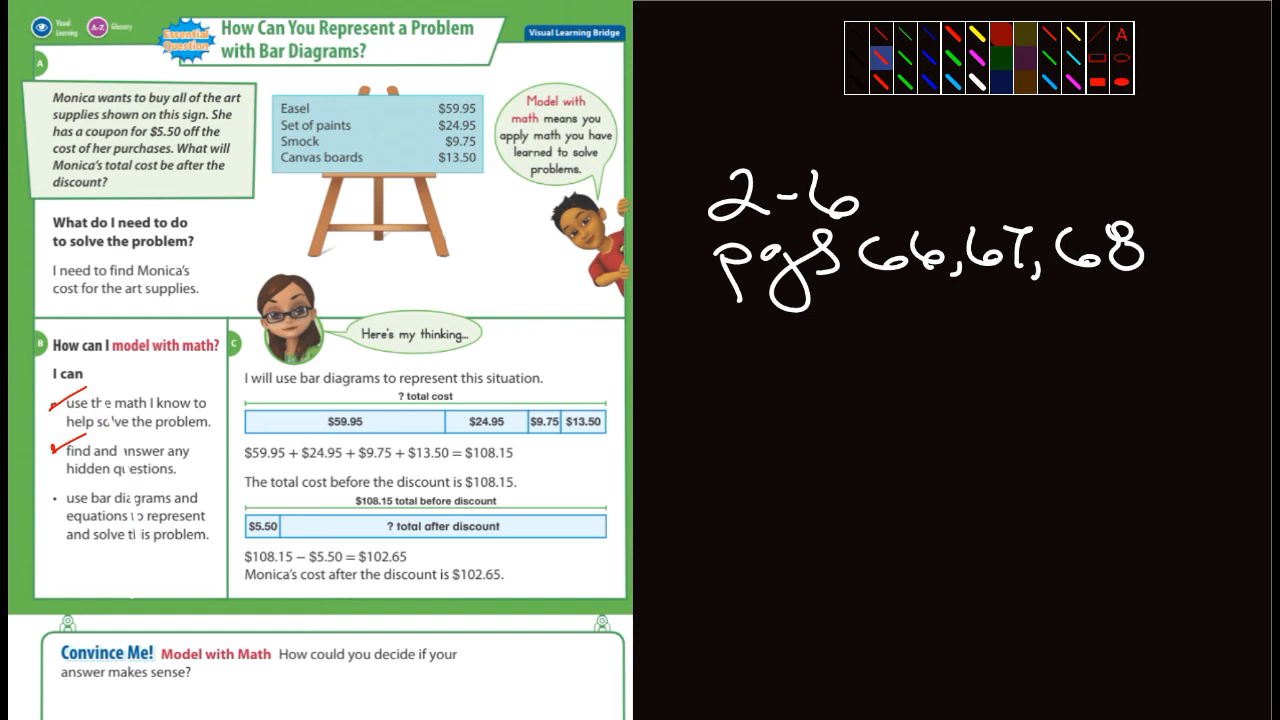 Visual
Learning
A-Z
Glossary
Essential
Question
How Can You Represent a Problem
with Bar Diagrams?
Visual Learning Bridge
A
Monica wants to buy all of the art
supplies shown on this sign. She
has a coupon for $5.50 off the
cost of her purchases. What will
Monica's total cost be after the
discount?
Easel $59.95
Set of paints $24.95
Smock $9.75
Canvas boards $13.50
Model with
math means you
apply math you have
learned to solve
problems.
What do I need to do
to solve the problem?
I need to find Monica's
cost for the art supplies.
B
How can I model with math?
I can
use the math I know to
help solve the problem.
find and answer any
hidden questions.
• use bar diagrams and
equations to represent
and solve this problem.
C
Here's my thinking...
I will use bar diagrams to represent this situation.
? total cost
$59.95 $24.95 $9.75 $13.50
$59.95 + $24.95 + $9.75 + $13.50 = $108.15
The total cost before the discount is $108.15.
$108.15 total before discount
$5.50 ? total after discount
$108.15 − $5.50 = $102.65
Monica's cost after the discount is $102.65.
Convince Me! Model with Math How could you decide if your
answer makes sense?
A
2-6
pgs 66, 67, 68